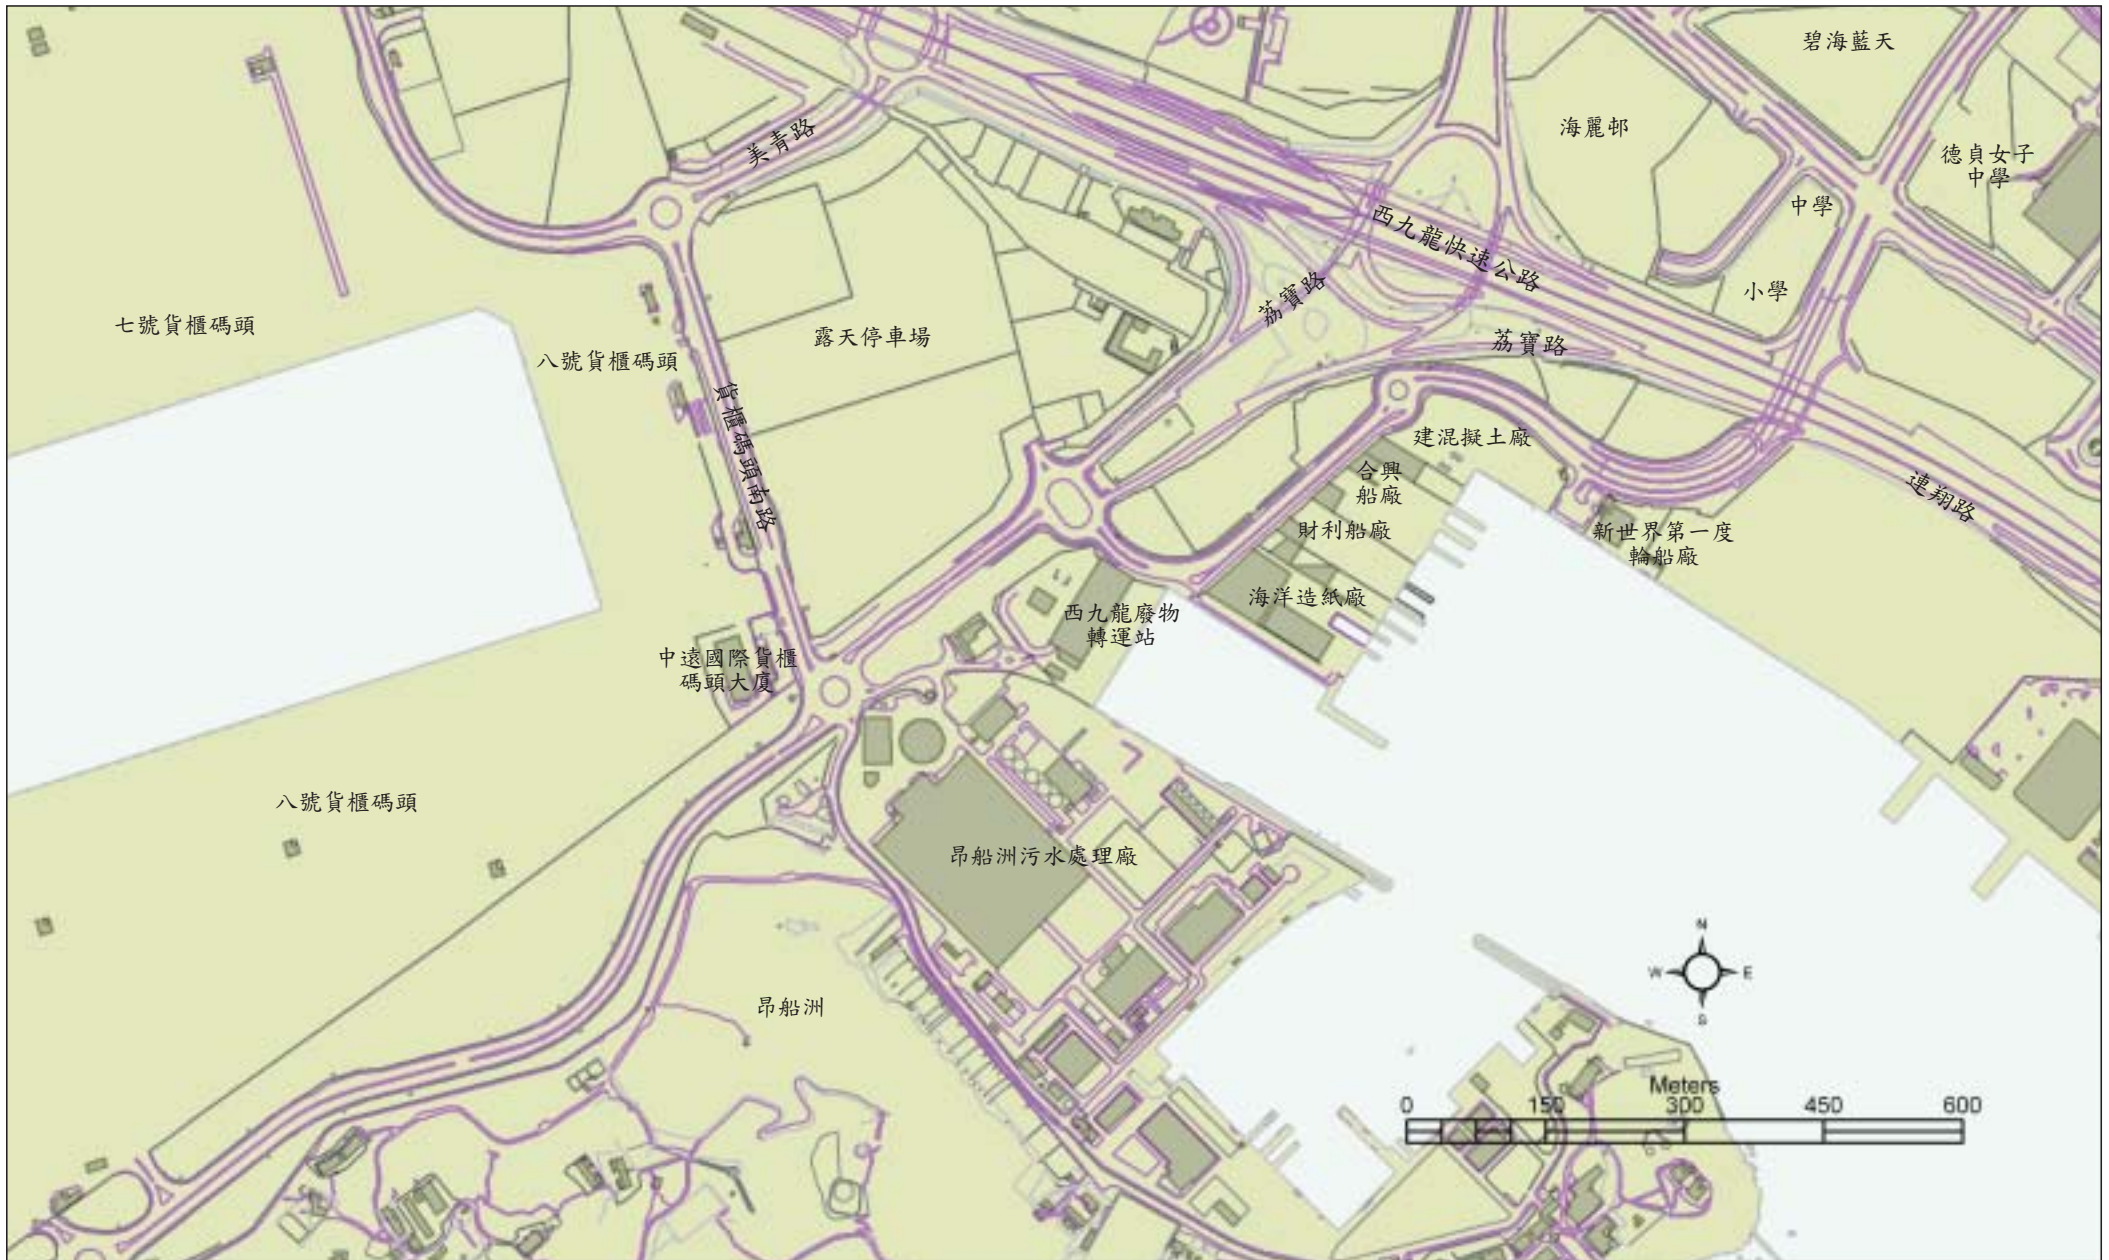 碧海藍天
海麗邨
美青路
德貞女子
中學
中學
西九龍快速公路
荔寶路
小學
七號貨櫃碼頭
露天停車場
荔寶路
八號貨櫃碼頭
貨櫃碼頭南路
建混擬土廠
合興
船廠
連翔路
財利船廠
新世界第一度
輪船廠
海洋造紙廠
西九龍廢物
轉運站
中遠國際貨櫃
碼頭大廈
八號貨櫃碼頭
昂船洲污水處理廠
昂船洲
N
W E
S
Meters
0 150 300 450 600